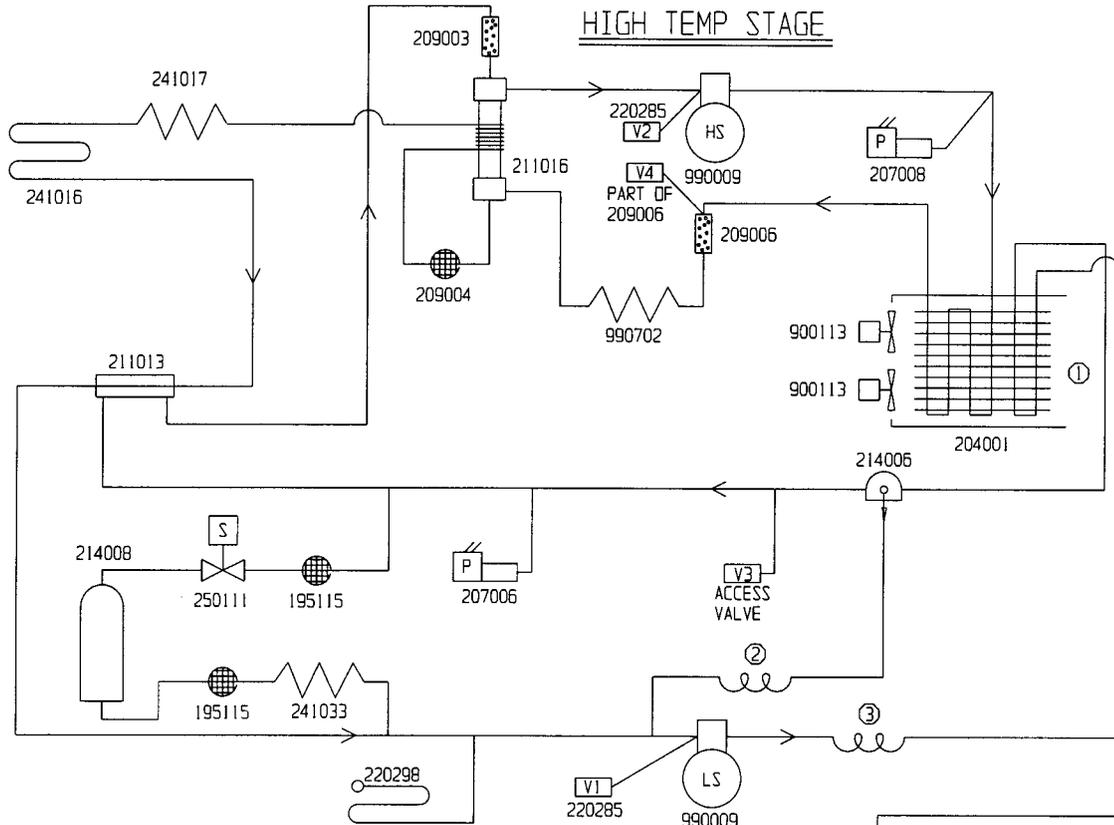 HIGH TEMP STAGE
209003
241017
220285
V2
HS
P
207008
990009
211016
V4
PART OF
209006
209006
241016
209004
990702
900113
900113
1
204001
211013
214006
S
214008
250111
195115
P
207006
V3
ACCESS
VALVE
2
195115
241033
3
220298
V1
220285
LS
990009